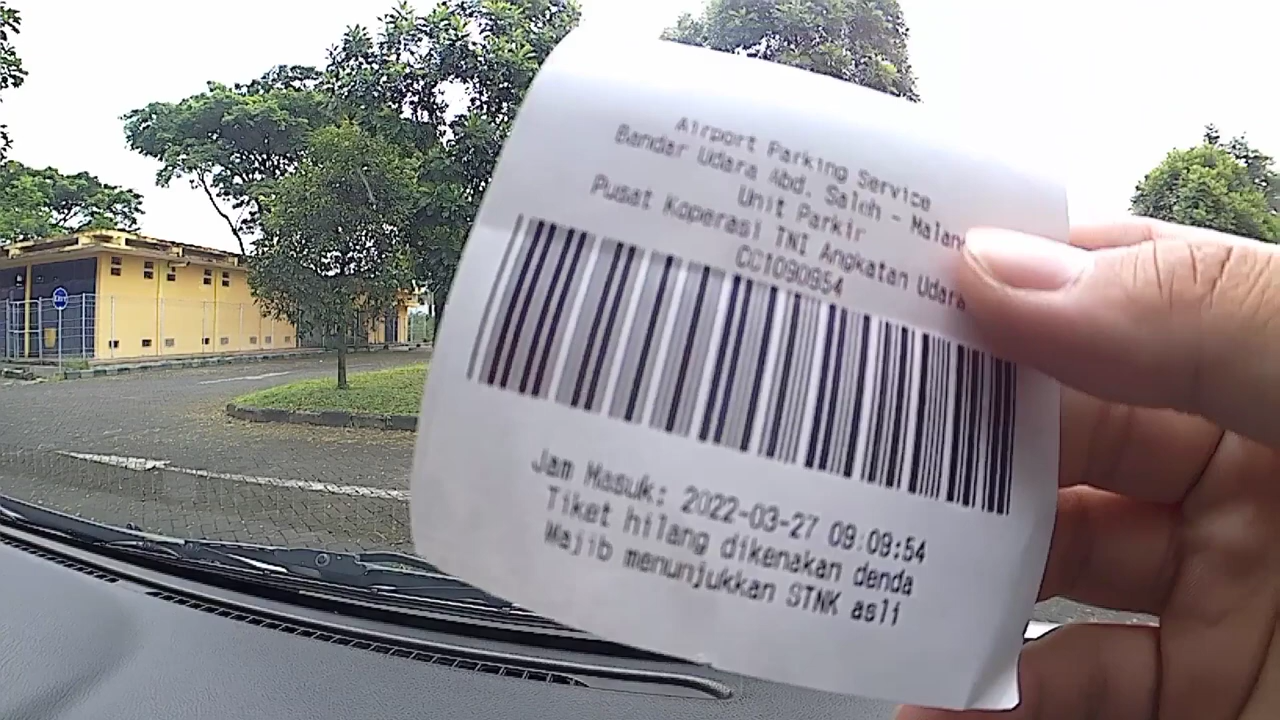 Airport Parking Service
Bandar Udara Abd. Saleh - Malang
Unit Parkir
Pusat Koperasi TNI Angkatan Udara
CC1090954
Jam Masuk: 2022-03-27 09:09:54
Tiket hilang dikenakan denda
Wajib menunjukkan STNK asli
EXIT